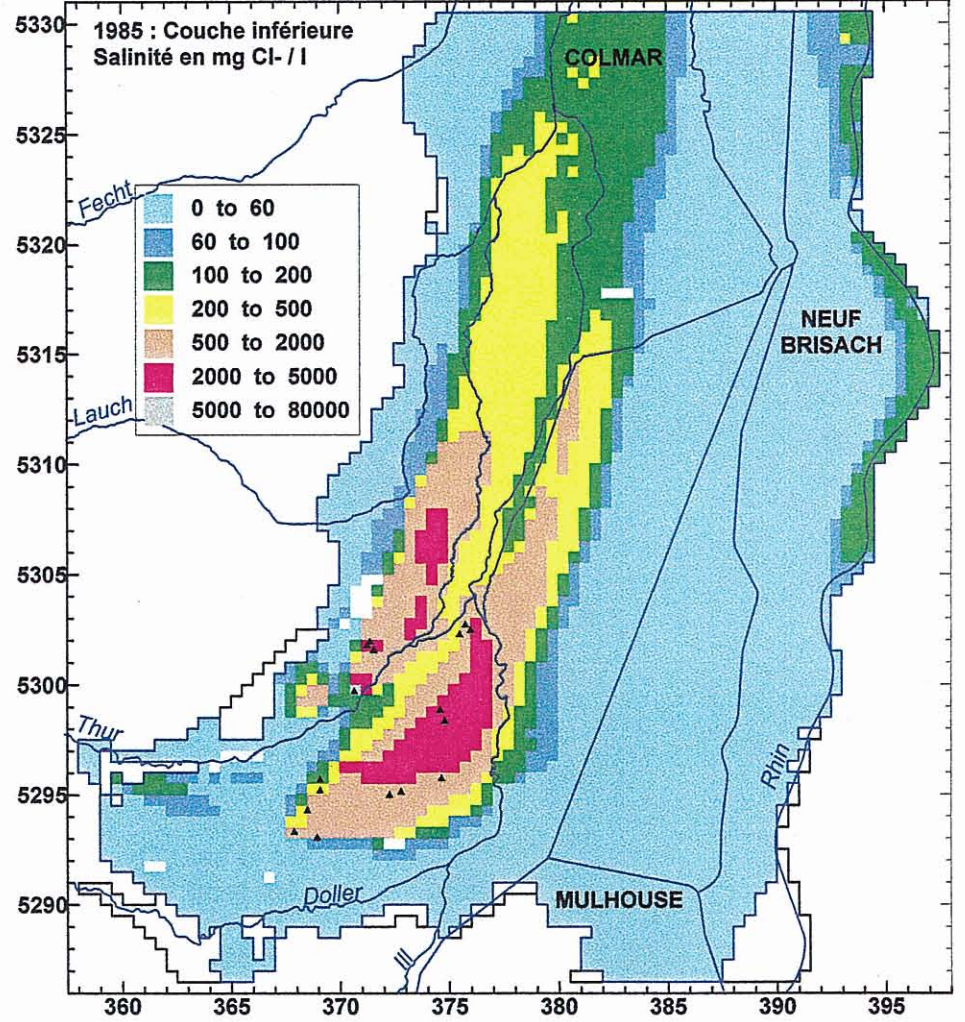 1985 : Couche inférieure
Salinité en mg Cl- / l
5330
5325
5320
5315
5310
5305
5300
5295
5290
COLMAR
Fecht
0 to 60
60 to 100
100 to 200
200 to 500
500 to 2000
2000 to 5000
5000 to 80000
NEUF
BRISACH
Lauch
Thur
Rhin
Doller
MULHOUSE
Ill
360
365
370
375
380
385
390
395